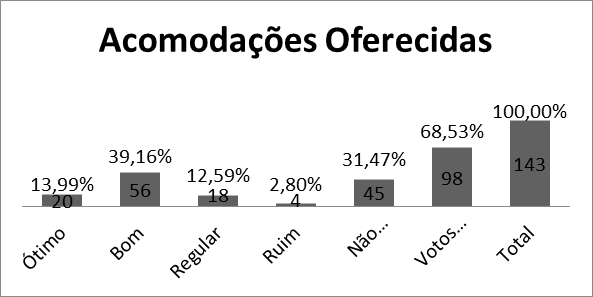 Acomodações Oferecidas
13,99%
39,16%
12,59%
2,80%
31,47%
68,53%
100,00%
20
56
18
4
45
98
143
Ótimo
Bom
Regular
Ruim
Não...
Votos...
Total